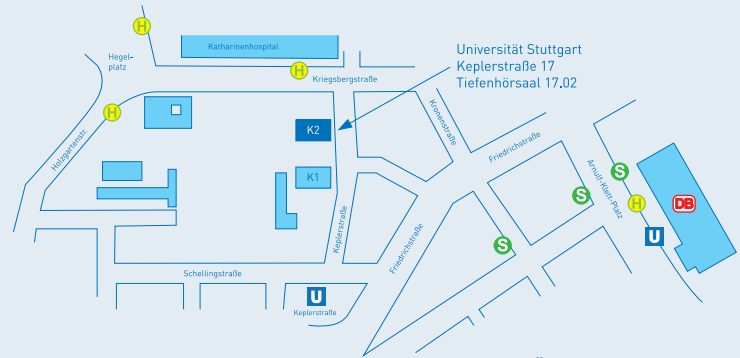 H
Katharinenhospital
Hegel-
platz
H
Kriegsbergstraße
Universität Stuttgart
Keplerstraße 17
Tiefenhörsaal 17.02
H
K2
Kronenstraße
Holzgartenstr.
Friedrichstraße
K1
S
Arnulf-Klett-Platz
S
H
DB
Keplerstraße
Friedrichstraße
S
U
Schellingstraße
U
Keplerstraße